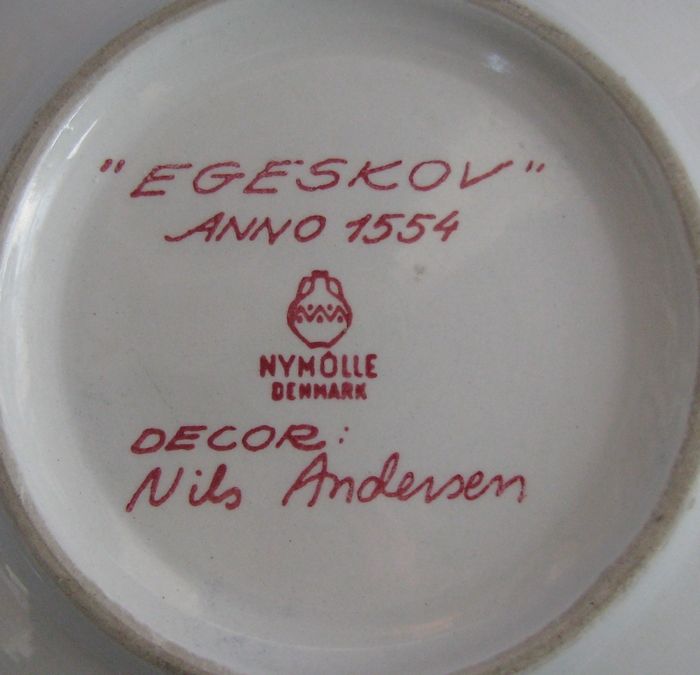 "EGESKOV"
ANNO 1554
NYMÖLLE
DENMARK
DECOR:
Nils Andersen